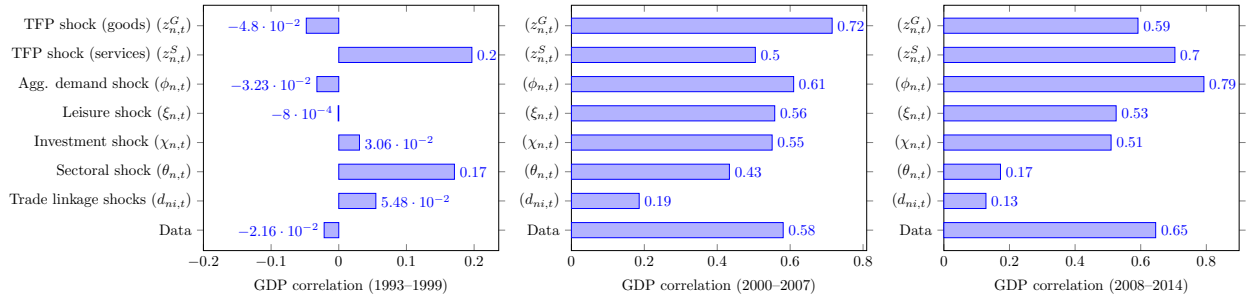 TFP shock (goods) (z^G_{n,t})
TFP shock (services) (z^S_{n,t})
Agg. demand shock (ϕ_{n,t})
Leisure shock (ξ_{n,t})
Investment shock (χ_{n,t})
Sectoral shock (θ_{n,t})
Trade linkage shocks (d_{ni,t})
Data
−4.8 · 10^{−2}
0.2
−3.23 · 10^{−2}
−8 · 10^{−4}
3.06 · 10^{−2}
0.17
5.48 · 10^{−2}
−2.16 · 10^{−2}
−0.2 −0.1 0 0.1 0.2
GDP correlation (1993–1999)
(z^G_{n,t})
(z^S_{n,t})
(ϕ_{n,t})
(ξ_{n,t})
(χ_{n,t})
(θ_{n,t})
(d_{ni,t})
Data
0.72
0.5
0.61
0.56
0.55
0.43
0.19
0.58
0 0.2 0.4 0.6 0.8
GDP correlation (2000–2007)
(z^G_{n,t})
(z^S_{n,t})
(ϕ_{n,t})
(ξ_{n,t})
(χ_{n,t})
(θ_{n,t})
(d_{ni,t})
Data
0.59
0.7
0.79
0.53
0.51
0.17
0.13
0.65
0 0.2 0.4 0.6 0.8
GDP correlation (2008–2014)